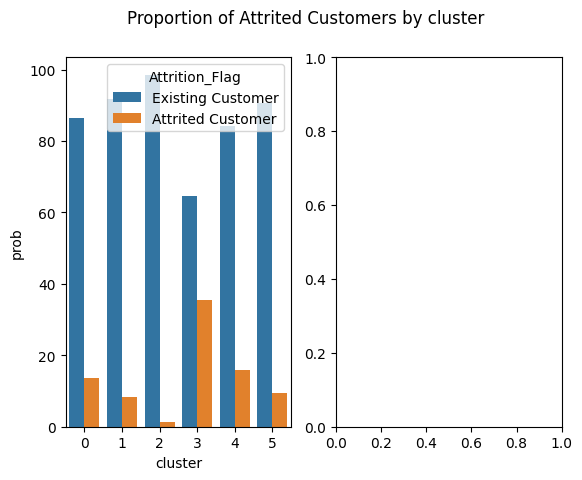 Proportion of Attrited Customers by cluster
Attrition_Flag
Existing Customer
Attrited Customer
prob
100
80
60
40
20
0
0 1 2 3 4 5
cluster
1.0
0.8
0.6
0.4
0.2
0.0
0.0 0.2 0.4 0.6 0.8 1.0